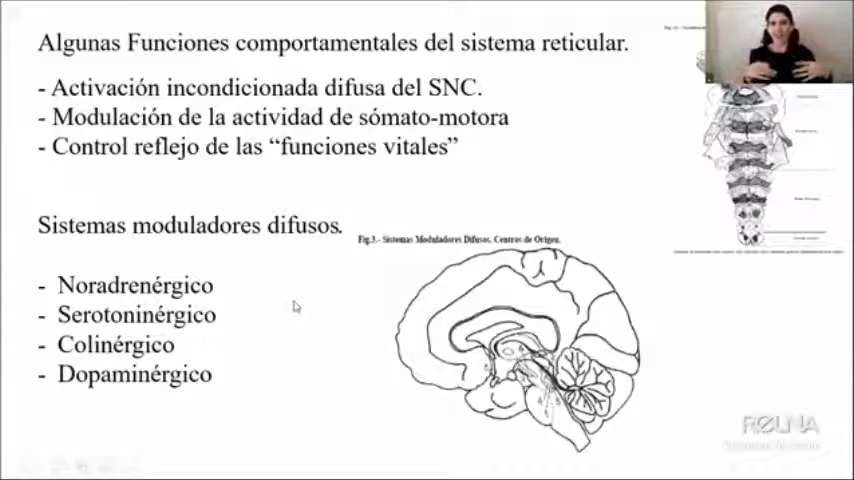 Algunas Funciones comportamentales del sistema reticular.
- Activación incondicionada difusa del SNC.
- Modulación de la actividad de sómato-motora
- Control reflejo de las “funciones vitales”
Sistemas moduladores difusos.
Fig.3.- Sistemas Moduladores Difusos. Centros de Origen.
- Noradrenérgico
- Serotoninérgico
- Colinérgico
- Dopaminérgico